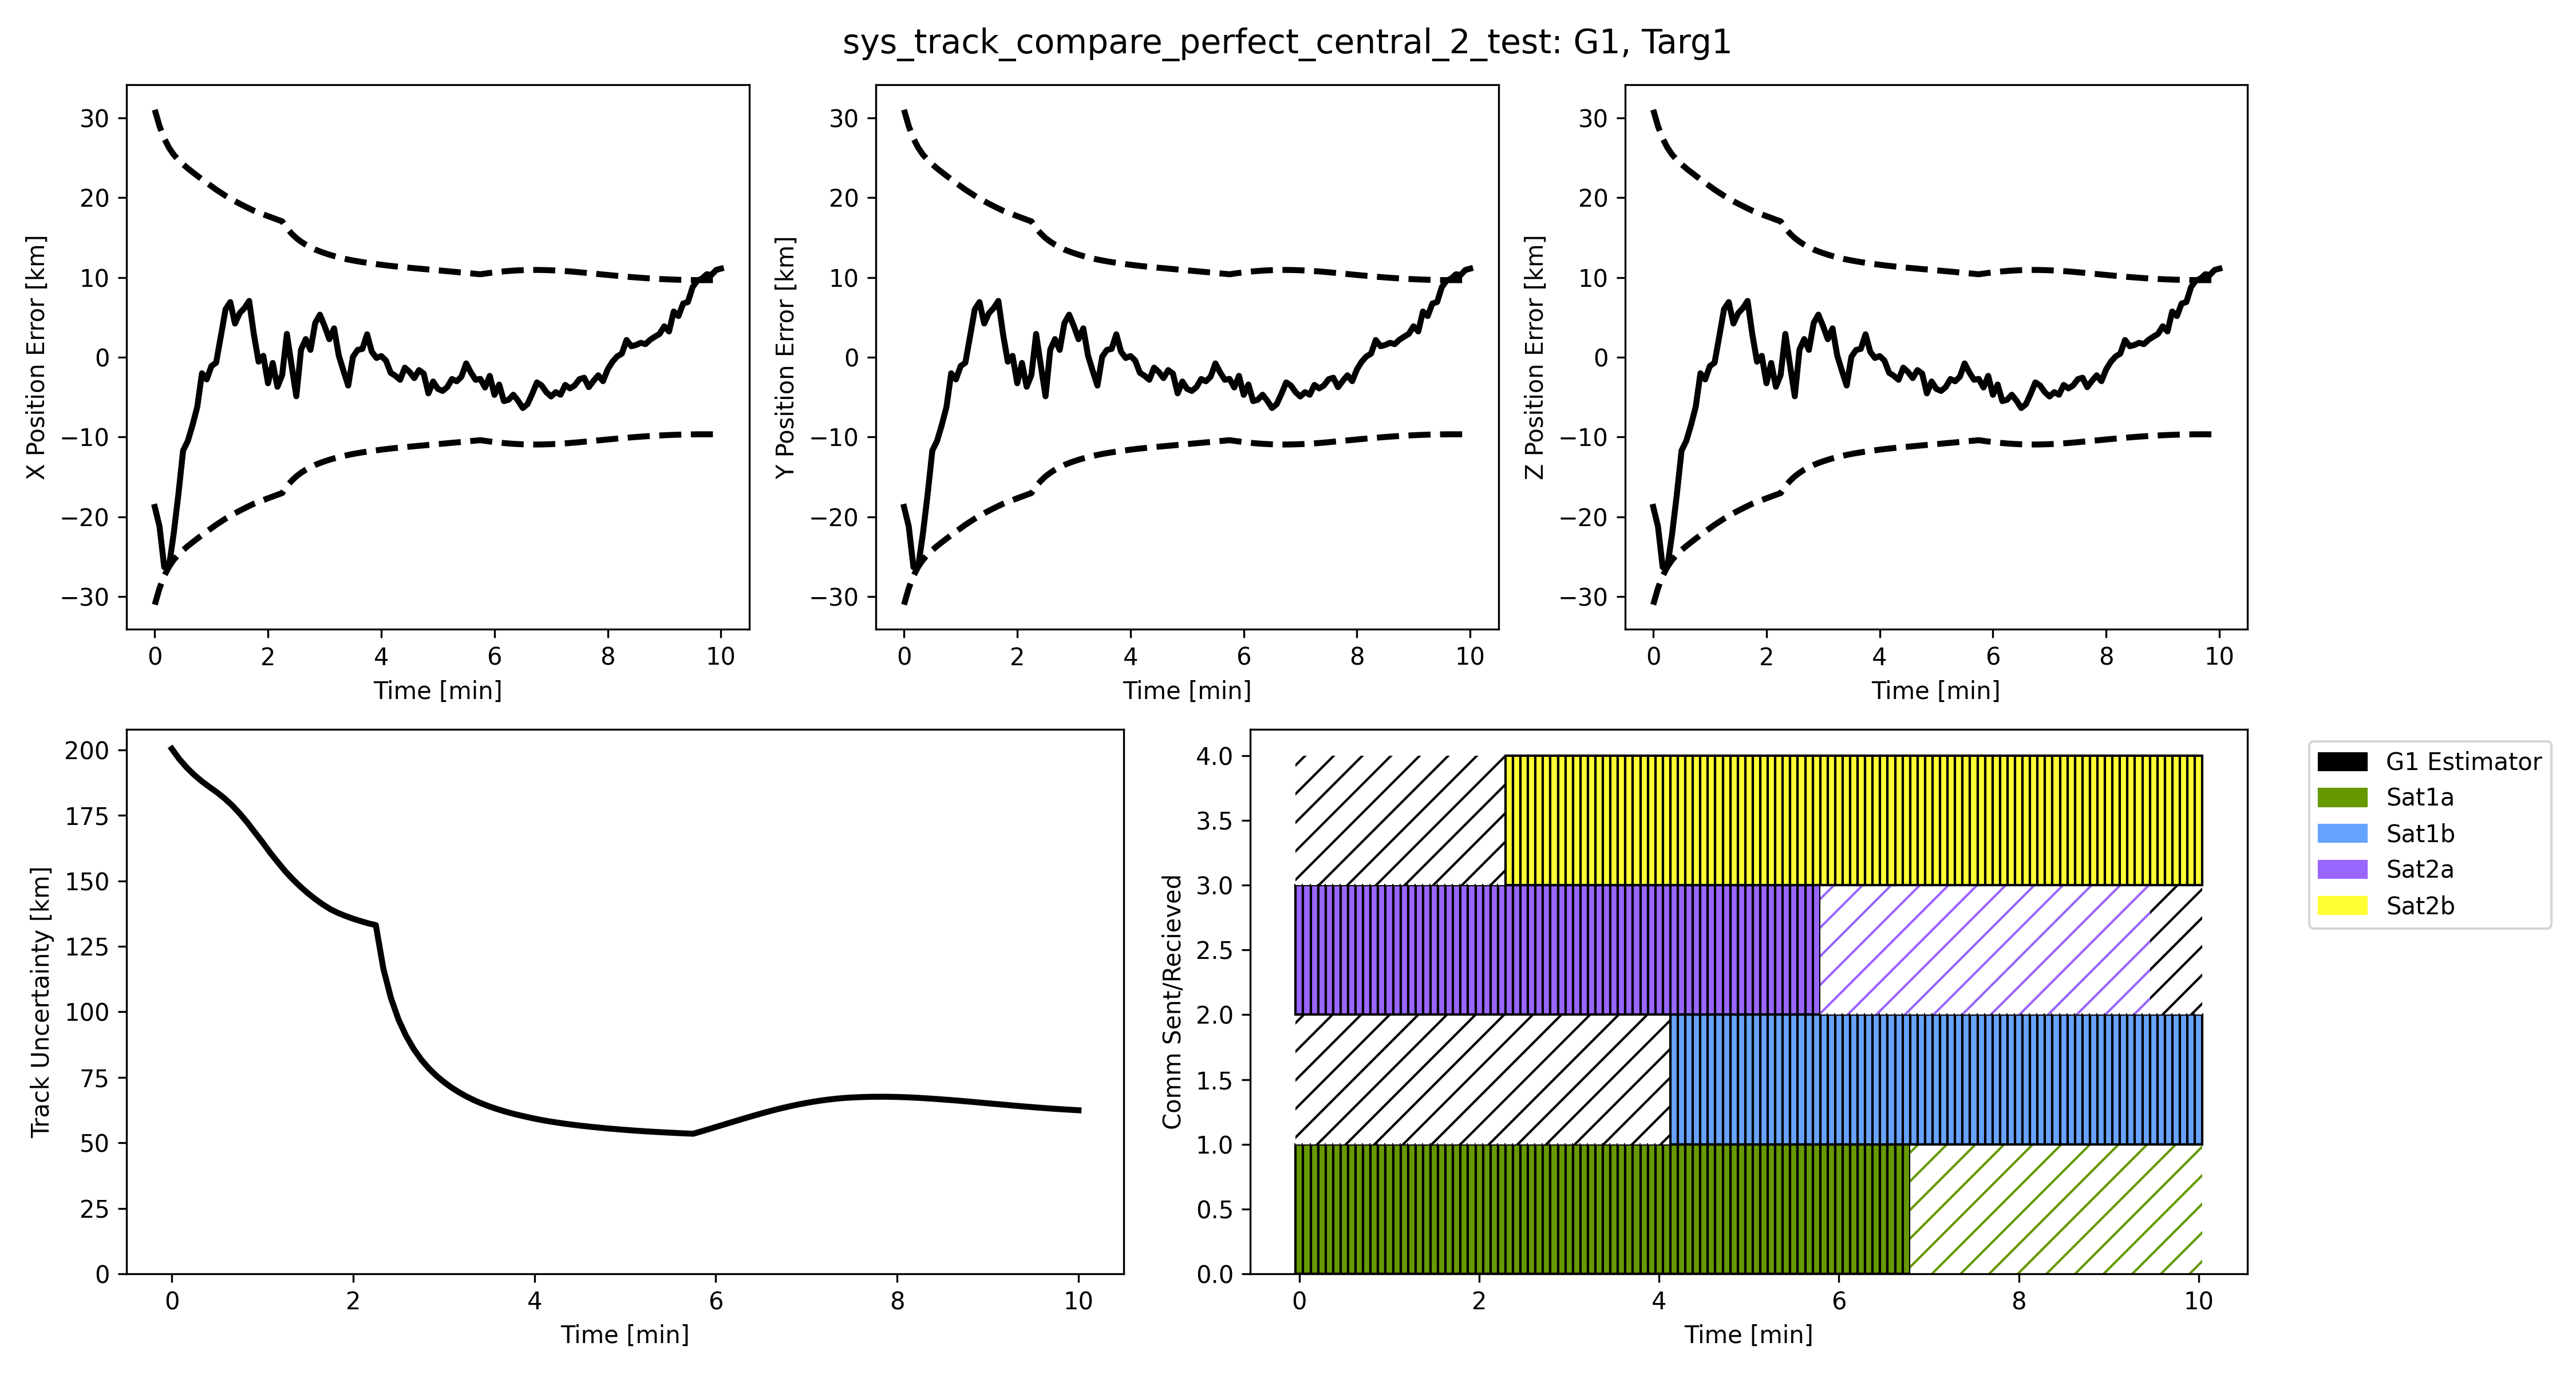 sys_track_compare_perfect_central_2_test: G1, Targ1
X Position Error [km]
30
20
10
0
−10
−20
−30
0 2 4 6 8 10
Time [min]
Y Position Error [km]
30
20
10
0
−10
−20
−30
0 2 4 6 8 10
Time [min]
Z Position Error [km]
30
20
10
0
−10
−20
−30
0 2 4 6 8 10
Time [min]
Track Uncertainty [km]
200
175
150
125
100
75
50
25
0
0 2 4 6 8 10
Time [min]
Comm Sent/Recieved
4.0
3.5
3.0
2.5
2.0
1.5
1.0
0.5
0.0
0 2 4 6 8 10
Time [min]
G1 Estimator
Sat1a
Sat1b
Sat2a
Sat2b